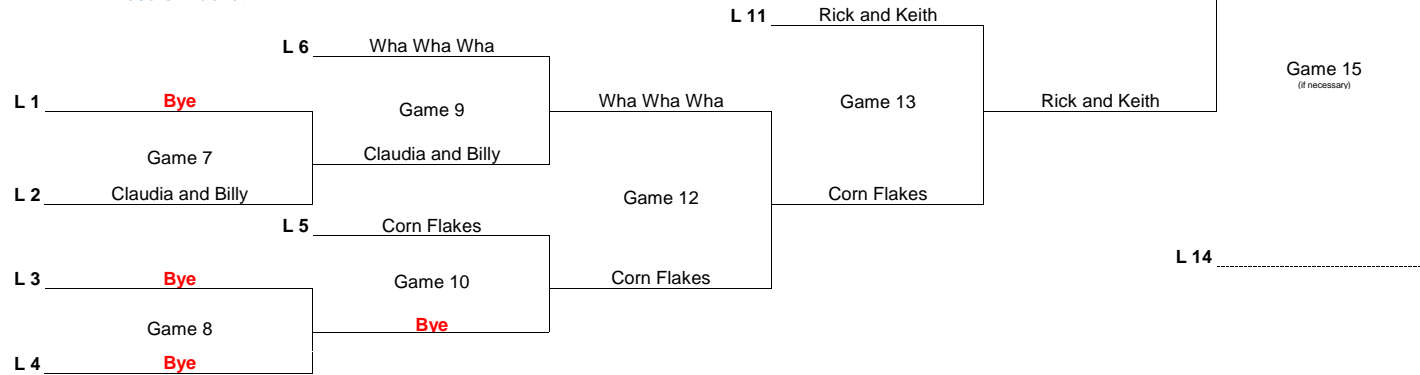 L 11 Rick and Keith
L 6 Wha Wha Wha
Game 15
(if necessary)
L 1 Bye
Game 9
Wha Wha Wha
Game 13
Rick and Keith
Game 7
Claudia and Billy
L 2 Claudia and Billy
Game 12
Corn Flakes
L 5 Corn Flakes
L 14
L 3 Bye
Game 10
Corn Flakes
Game 8
Bye
L 4 Bye